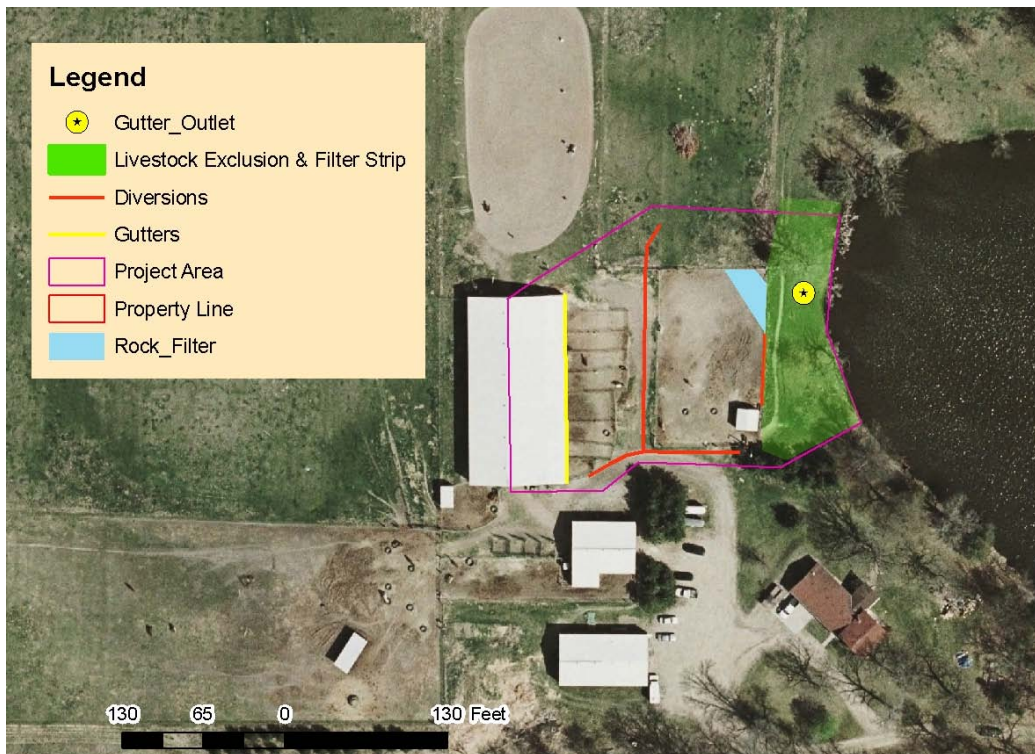 Legend
Gutter_Outlet
Livestock Exclusion & Filter Strip
Diversions
Gutters
Project Area
Property Line
Rock_Filter
130 65 0 130 Feet